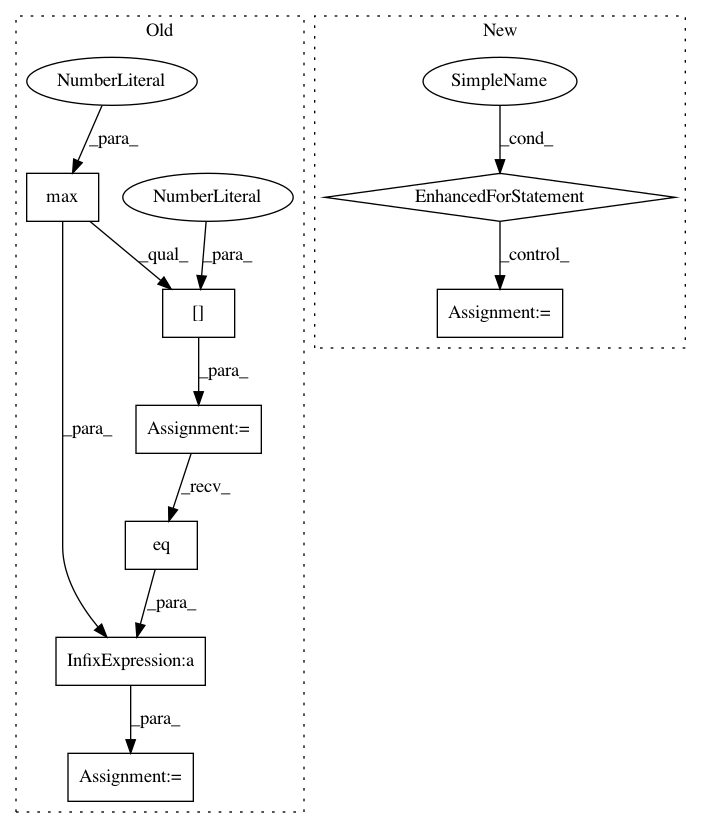 Old
New
NumberLiteral
SimpleName
_para_
_cond_
max
NumberLiteral
EnhancedForStatement
_qual_
_para_
_control_
[]
Assignment:=
_para_
_para_
Assignment:=
_recv_
eq
_para_
InfixExpression:a
_para_
Assignment:=